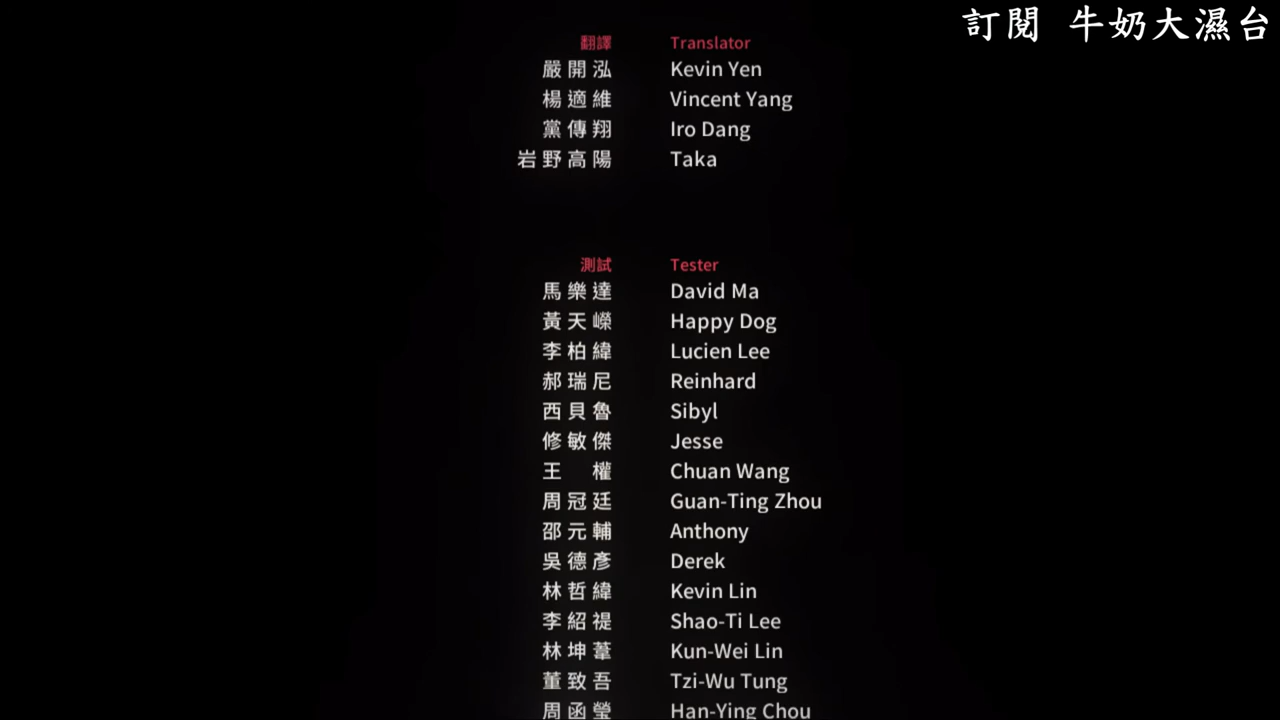 訂閱 牛奶大濕台
翻譯 Translator
嚴開泓 Kevin Yen
楊適維 Vincent Yang
黨傳翔 Iro Dang
岩野高陽 Taka
測試 Tester
馬樂達 David Ma
黃天嶸 Happy Dog
李柏緯 Lucien Lee
郝瑞尼 Reinhard
西貝魯 Sibyl
修敏傑 Jesse
王 權 Chuan Wang
周冠廷 Guan-Ting Zhou
邵元輔 Anthony
吳德彥 Derek
林哲緯 Kevin Lin
李紹禔 Shao-Ti Lee
林坤葦 Kun-Wei Lin
董致吾 Tzi-Wu Tung
周函瑩 Han-Ying Chou